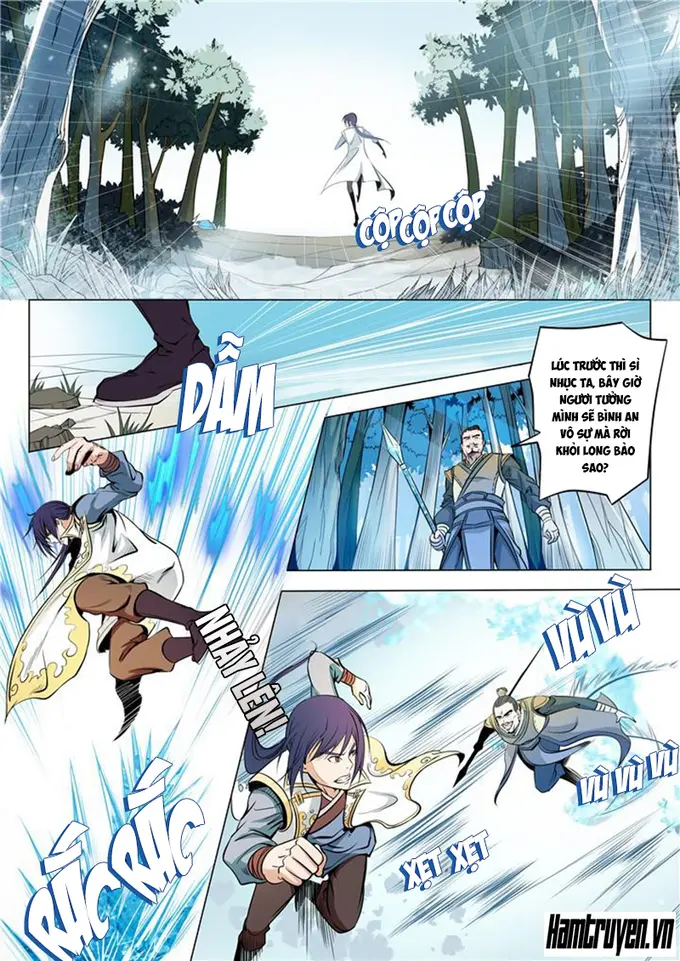 CỘP CỘP CỘP
DẪM
LÚC TRƯỚC THÌ SỈ
NHỤC TA, BÂY GIỜ
NGƯƠI TƯỞNG
MÌNH SẼ BÌNH AN
VÔ SỰ MÀ RỜI
KHỎI LONG BẢO
SAO?
NHẢY LÊN!
VÙ VÙ
VÙ VÙ VÙ
RẮC RẮC
XẸT XẸT
Hamtruyen.vn